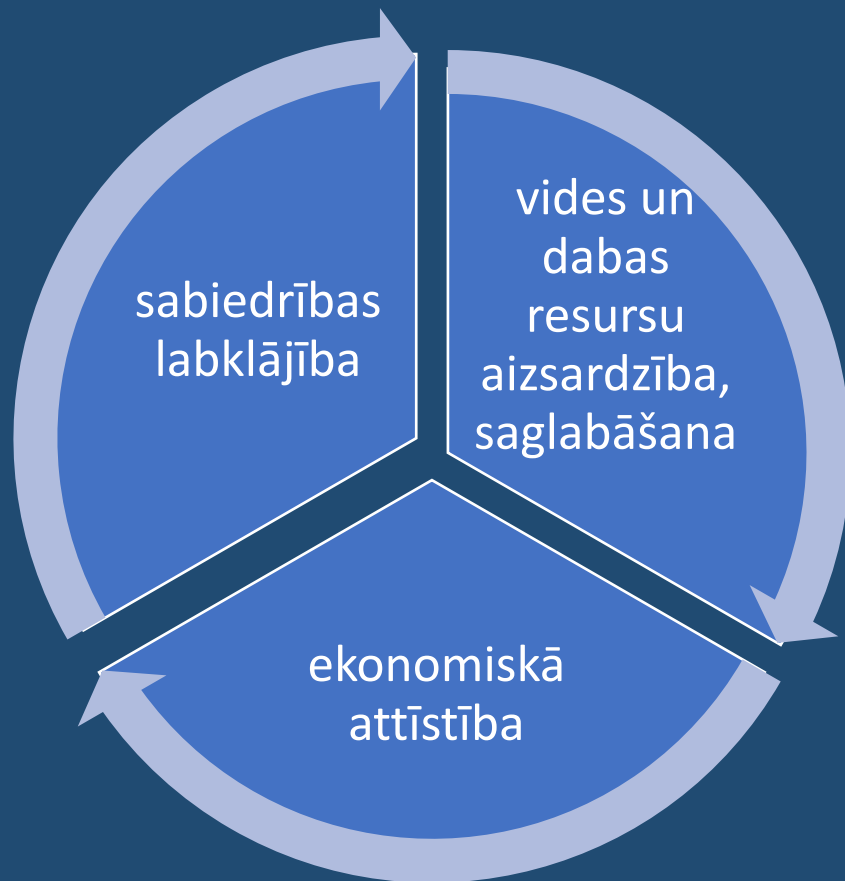 sabiedrības
labklājība
vides un
dabas
resursu
aizsardzība,
saglabāšana
ekonomiskā
attīstība